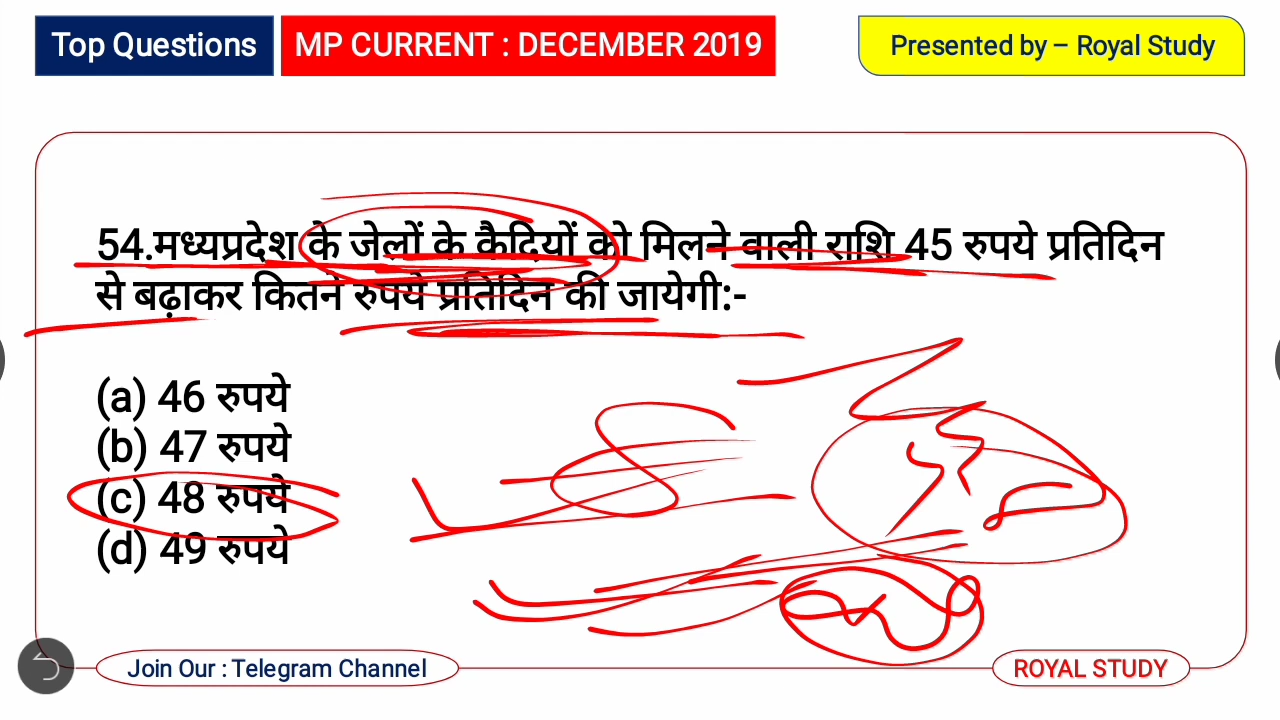 Top Questions
MP CURRENT : DECEMBER 2019
Presented by – Royal Study
54.मध्यप्रदेश के जेलों के कैदियों को मिलने वाली राशि 45 रुपये प्रतिदिन
से बढ़ाकर कितने रुपये प्रतिदिन की जायेगी:-
(a) 46 रुपये
(b) 47 रुपये
(c) 48 रुपये
(d) 49 रुपये
Join Our : Telegram Channel
ROYAL STUDY